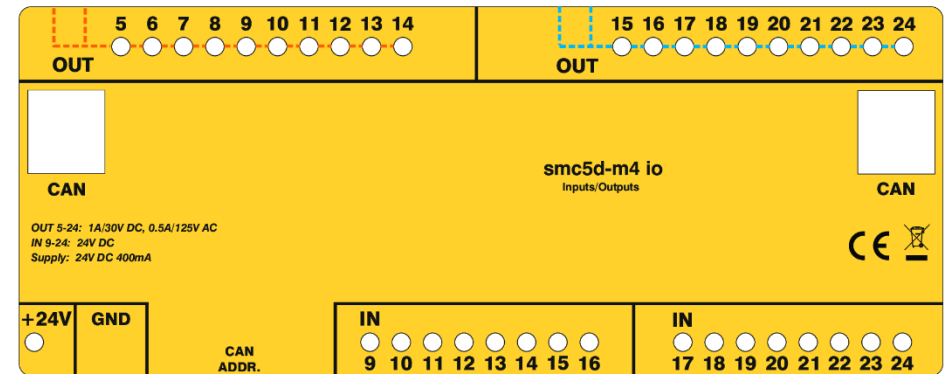 5 6 7 8 9 10 11 12 13 14
OUT
15 16 17 18 19 20 21 22 23 24
OUT
CAN
smc5d-m4 io
Inputs/Outputs
CAN
OUT 5-24: 1A/30V DC, 0.5A/125V AC
IN 9-24: 24V DC
Supply: 24V DC 400mA
CE
+24V
GND
CAN
ADDR.
IN
9 10 11 12 13 14 15 16
IN
17 18 19 20 21 22 23 24